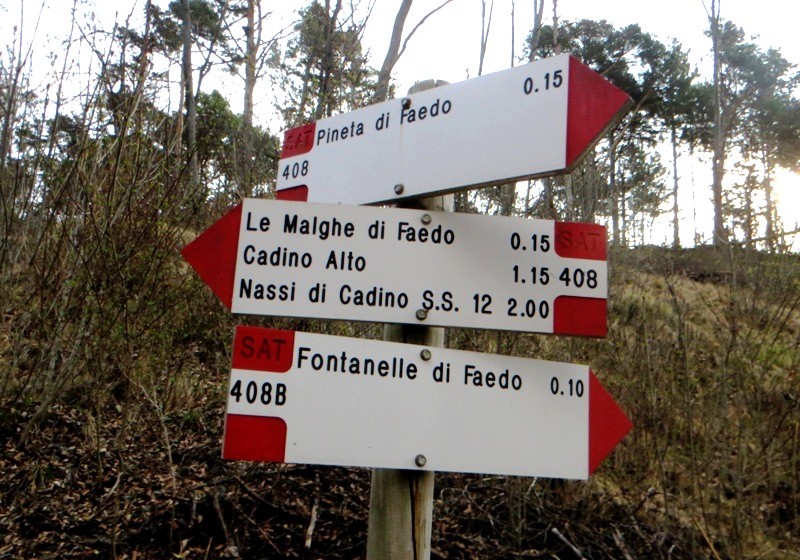 SAT Pineta di Faedo 0.15
408
Le Malghe di Faedo 0.15 SAT
Cadino Alto 1.15 408
Nassi di Cadino S.S. 12 2.00
SAT Fontanelle di Faedo 0.10
408B